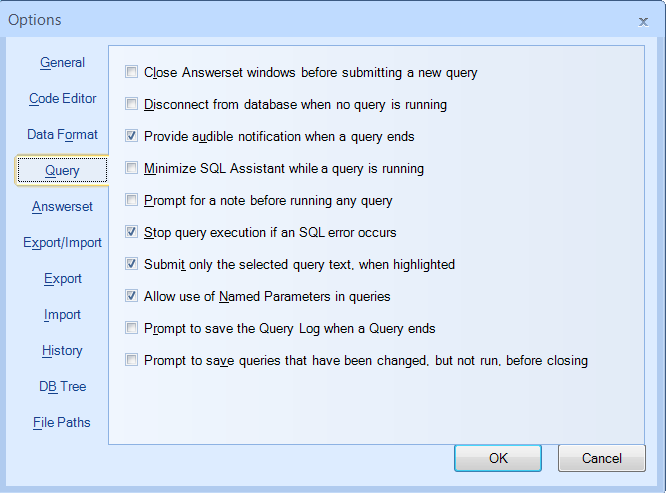 Options
General
Code Editor
Data Format
Query
Answerset
Export/Import
Export
Import
History
DB Tree
File Paths
Close Answerset windows before submitting a new query
Disconnect from database when no query is running
Provide audible notification when a query ends
Minimize SQL Assistant while a query is running
Prompt for a note before running any query
Stop query execution if an SQL error occurs
Submit only the selected query text, when highlighted
Allow use of Named Parameters in queries
Prompt to save the Query Log when a Query ends
Prompt to save queries that have been changed, but not run, before closing
OK
Cancel